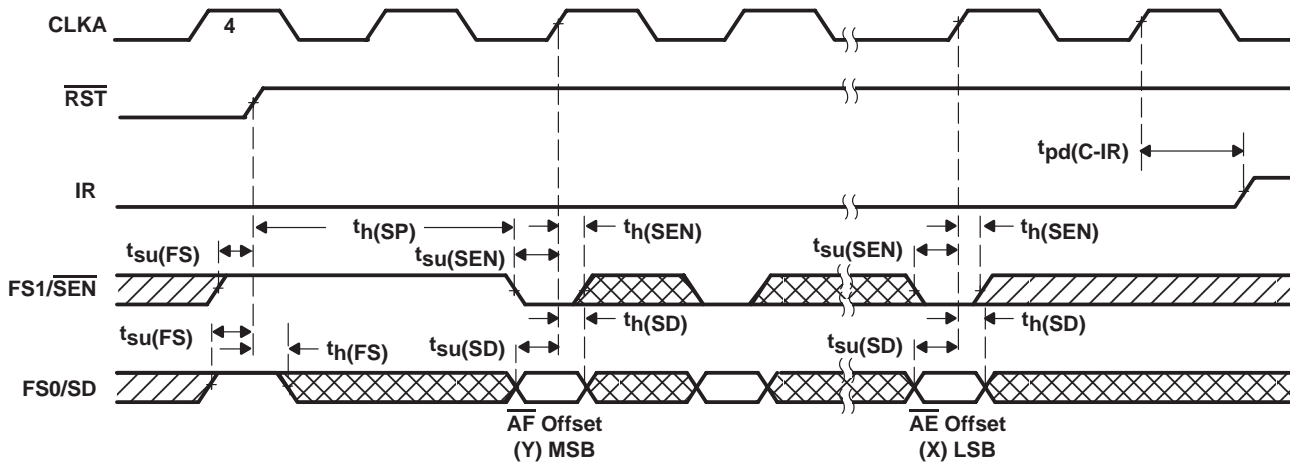 CLKA
4
RST
tpd(C-IR)
IR
th(SP)
th(SEN)
th(SEN)
tsu(FS)
tsu(SEN)
tsu(SEN)
FS1/SEN
th(SD)
th(SD)
tsu(FS)
th(FS)
tsu(SD)
tsu(SD)
FS0/SD
AF Offset
(Y) MSB
AE Offset
(X) LSB